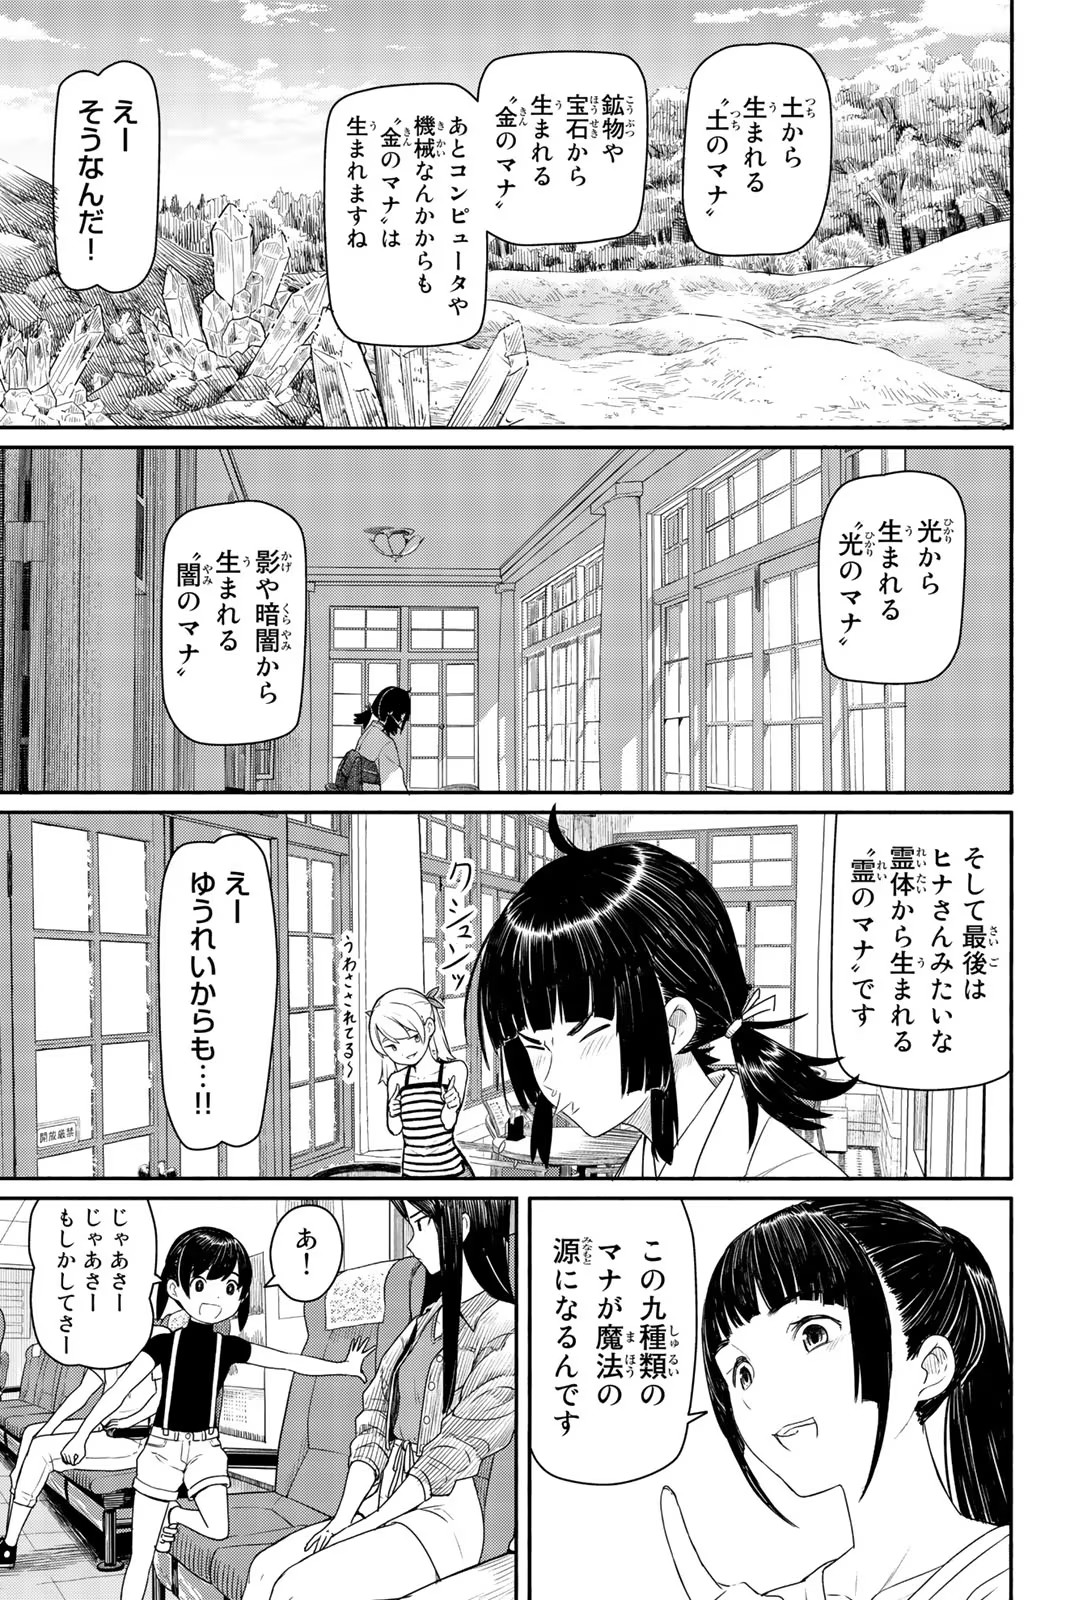 土から
生まれる
〝土のマナ〟
鉱物や
宝石から
生まれる
〝金のマナ〟
あとコンピュータや
機械なんかからも
〝金のマナ〟は
生まれますね
えー
そうなんだ!
光から
生まれる
〝光のマナ〟
影や暗闇から
生まれる
〝闇のマナ〟
そして最後は
ヒナさんみたいな
霊体から生まれる
〝霊のマナ〟です
クシュンッ
うわさされてる〜
えー
ゆうれいからも…!!
開放厳禁
この九種類の
マナが魔法の
源になるんです
あ!
じゃあさー
じゃあさー
もしかしてさー